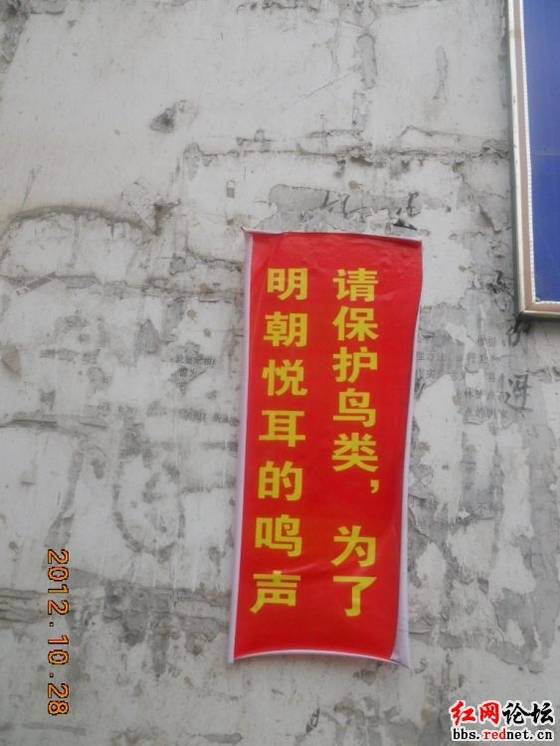 请保护鸟类，为了
明朝悦耳的鸣声
2012.10.28
红网论坛
bbs.rednet.cn